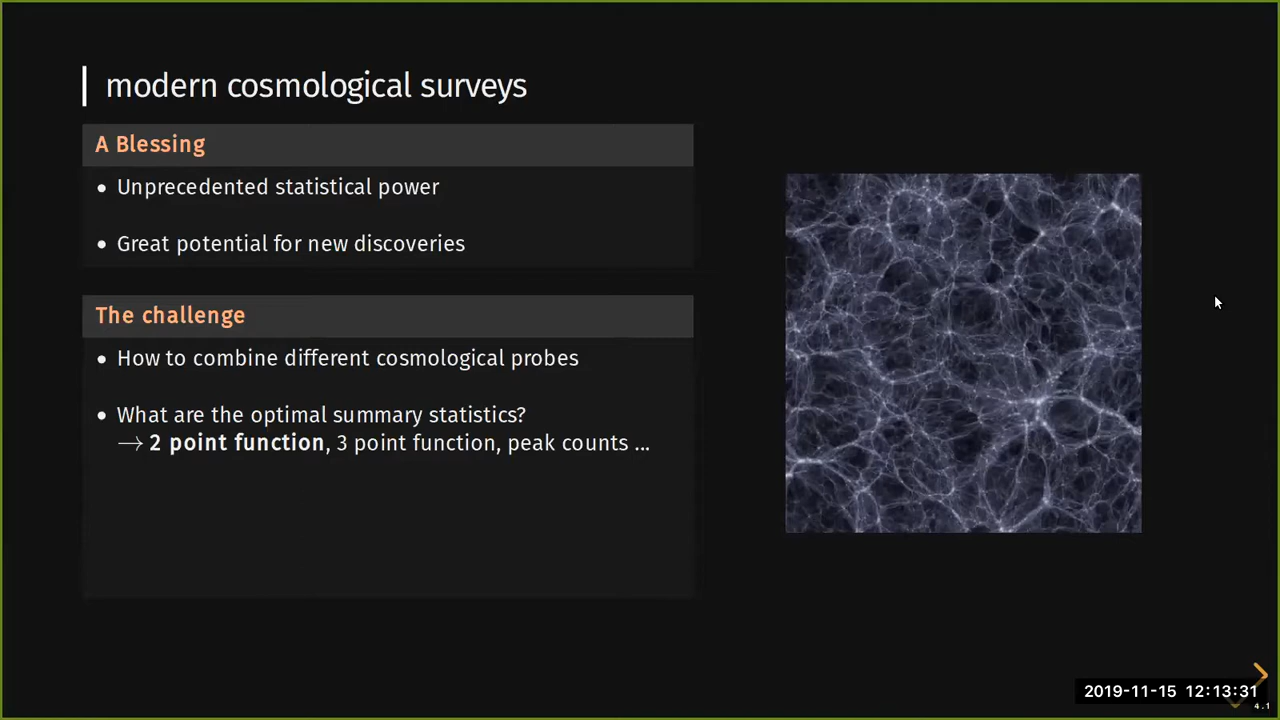 modern cosmological surveys
A Blessing
• Unprecedented statistical power
• Great potential for new discoveries
The challenge
• How to combine different cosmological probes
• What are the optimal summary statistics?
→ 2 point function, 3 point function, peak counts ...
2019-11-15 12:13:31
4.1